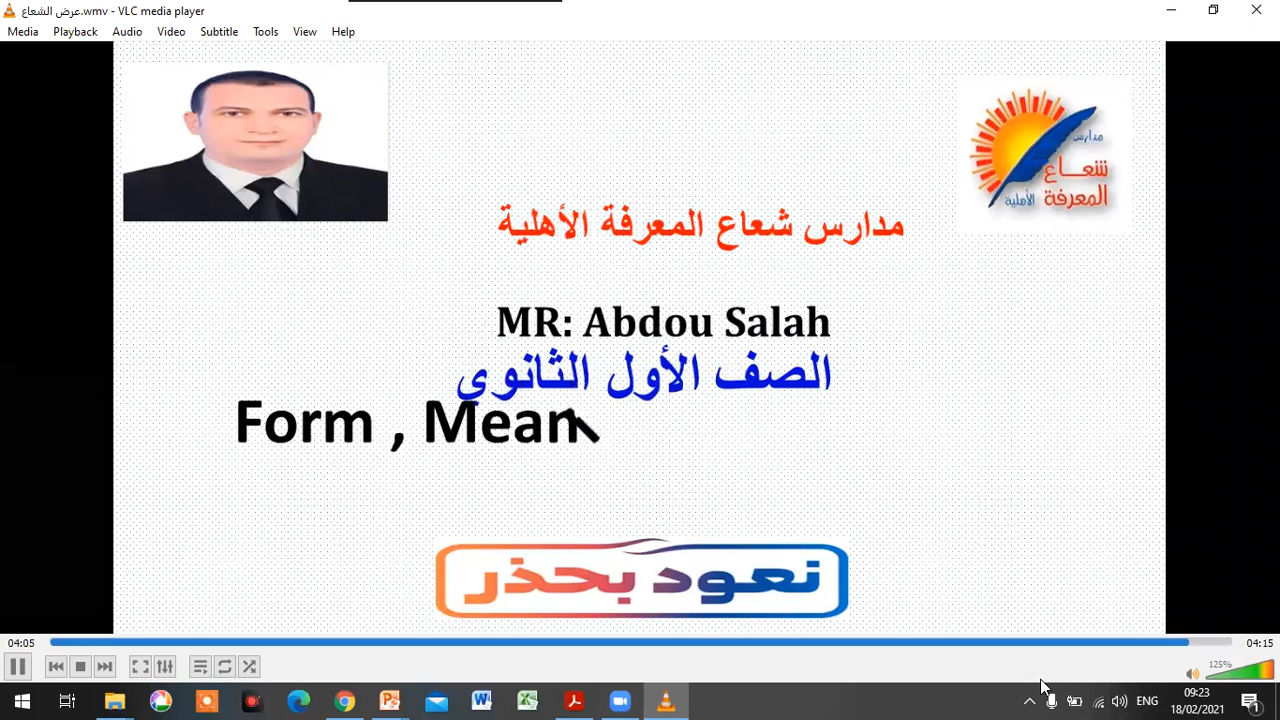 عرض الشعاع.wmv - VLC media player
Media Playback Audio Video Subtitle Tools View Help
مدارس
شعاع
المعرفة
الأهلية
مدارس شعاع المعرفة الأهلية
MR: Abdou Salah
الصف الأول الثانوي
Form , Mean
نعود بحذر
04:05
04:15
125%
ENG
09:23
18/02/2021
1